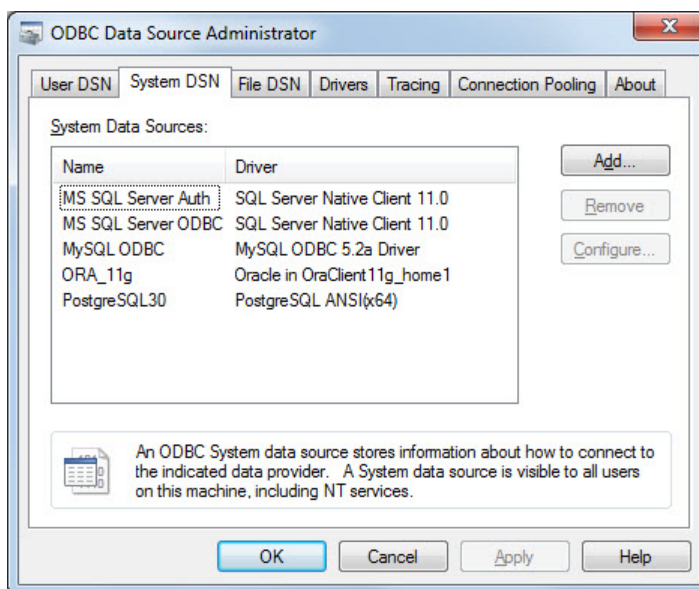 ODBC Data Source Administrator
User DSN System DSN File DSN Drivers Tracing Connection Pooling About
System Data Sources:
Name Driver
MS SQL Server Auth SQL Server Native Client 11.0
MS SQL Server ODBC SQL Server Native Client 11.0
MySQL ODBC MySQL ODBC 5.2a Driver
ORA_11g Oracle in OraClient11g_home1
PostgreSQL30 PostgreSQL ANSI(x64)
Add...
Remove
Configure...
An ODBC System data source stores information about how to connect to
the indicated data provider. A System data source is visible to all users
on this machine, including NT services.
OK Cancel Apply Help